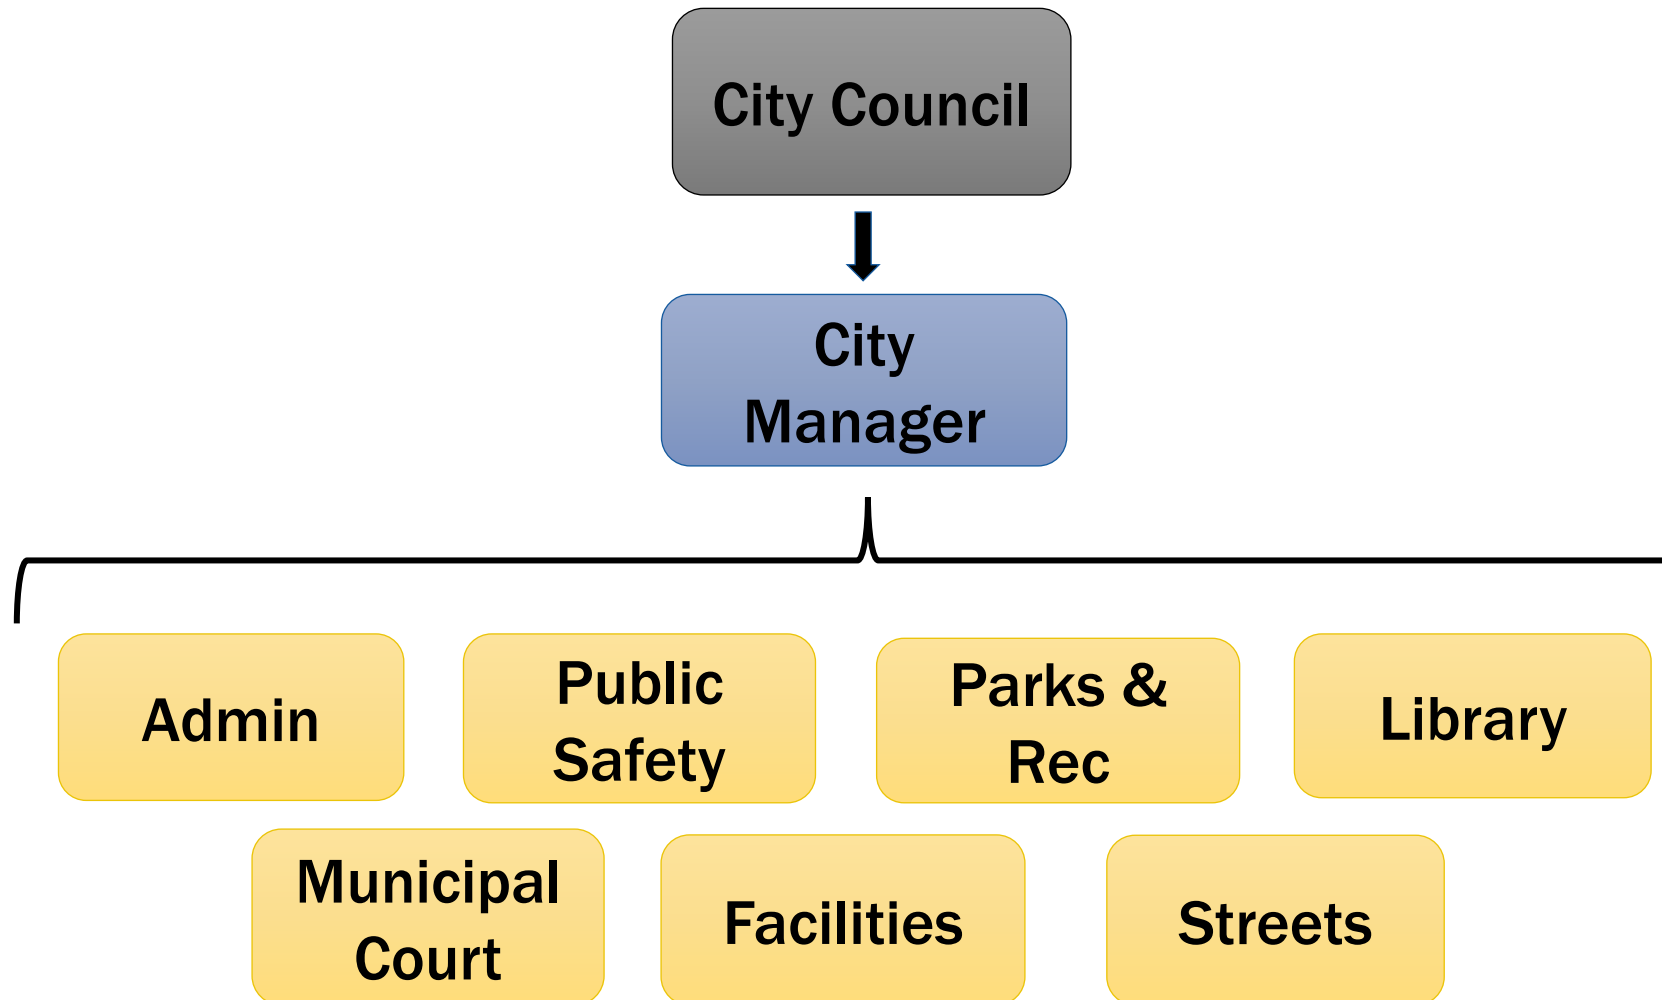 City Council
City
Manager
Admin
Public
Safety
Parks &
Rec
Library
Municipal
Court
Facilities
Streets